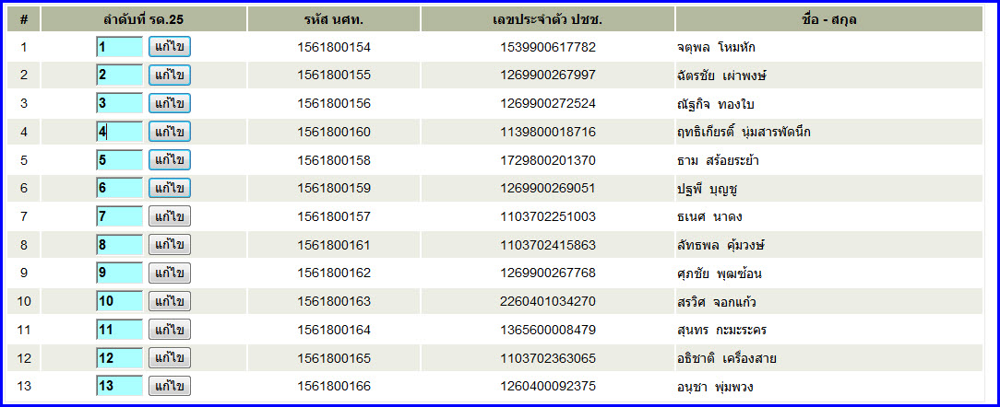 # ลำดับที่ รด.25 รหัส นศท. เลขประจำตัว ปชช. ชื่อ - สกุล
1 1 แก้ไข 1561800154 1539900617782 จตุพล โหมหัก
2 2 แก้ไข 1561800155 1269900267997 ฉัตรชัย เผ่าพงษ์
3 3 แก้ไข 1561800156 1269900272524 ณัฐกิจ ทองใบ
4 4 แก้ไข 1561800160 1139800018716 ฤทธิเกียรติ์ นุ่มสารพัดนึก
5 5 แก้ไข 1561800158 1729800201370 ธาม สร้อยระย้า
6 6 แก้ไข 1561800159 1269900269051 ปฐพี บุญชู
7 7 แก้ไข 1561800157 1103702251003 ธเนศ นาดง
8 8 แก้ไข 1561800161 1103702415863 ลัทธพล คุ้มวงษ์
9 9 แก้ไข 1561800162 1269900267768 ศุภชัย พุฒซ้อน
10 10 แก้ไข 1561800163 2260401034270 สรวิศ จอกแก้ว
11 11 แก้ไข 1561800164 1365600008479 สุนทร กะมะระคร
12 12 แก้ไข 1561800165 1103702363065 อธิชาติ เครื่องสาย
13 13 แก้ไข 1561800166 1260400092375 อนุชา พุ่มพวง